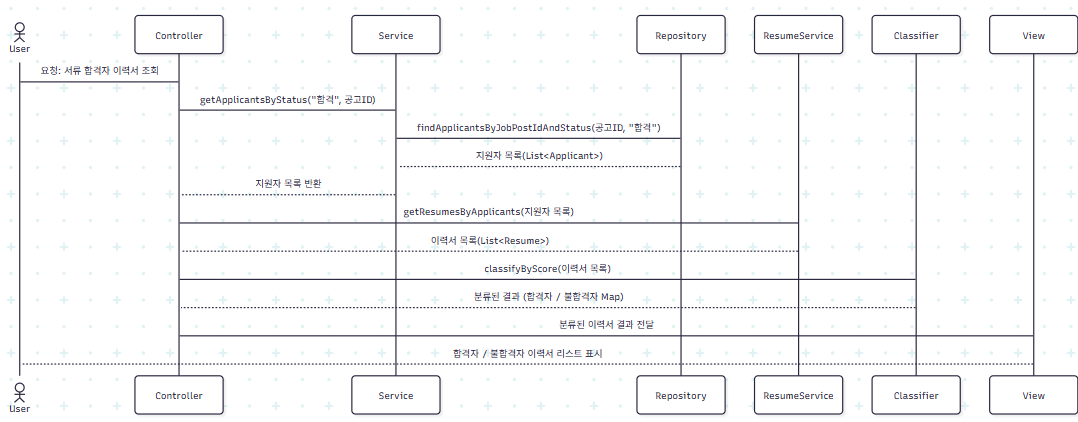 User
Controller
Service
Repository
ResumeService
Classifier
View
요청: 서류 합격자 이력서 조회
getApplicantsByStatus("합격", 공고ID)
findApplicantsByJobPostIdAndStatus(공고ID, "합격")
지원자 목록(List<Applicant>)
지원자 목록 반환
getResumesByApplicants(지원자 목록)
이력서 목록(List<Resume>)
classifyByScore(이력서 목록)
분류된 결과 (합격자 / 불합격자 Map)
분류된 이력서 결과 전달
합격자 / 불합격자 이력서 리스트 표시
User
Controller
Service
Repository
ResumeService
Classifier
View